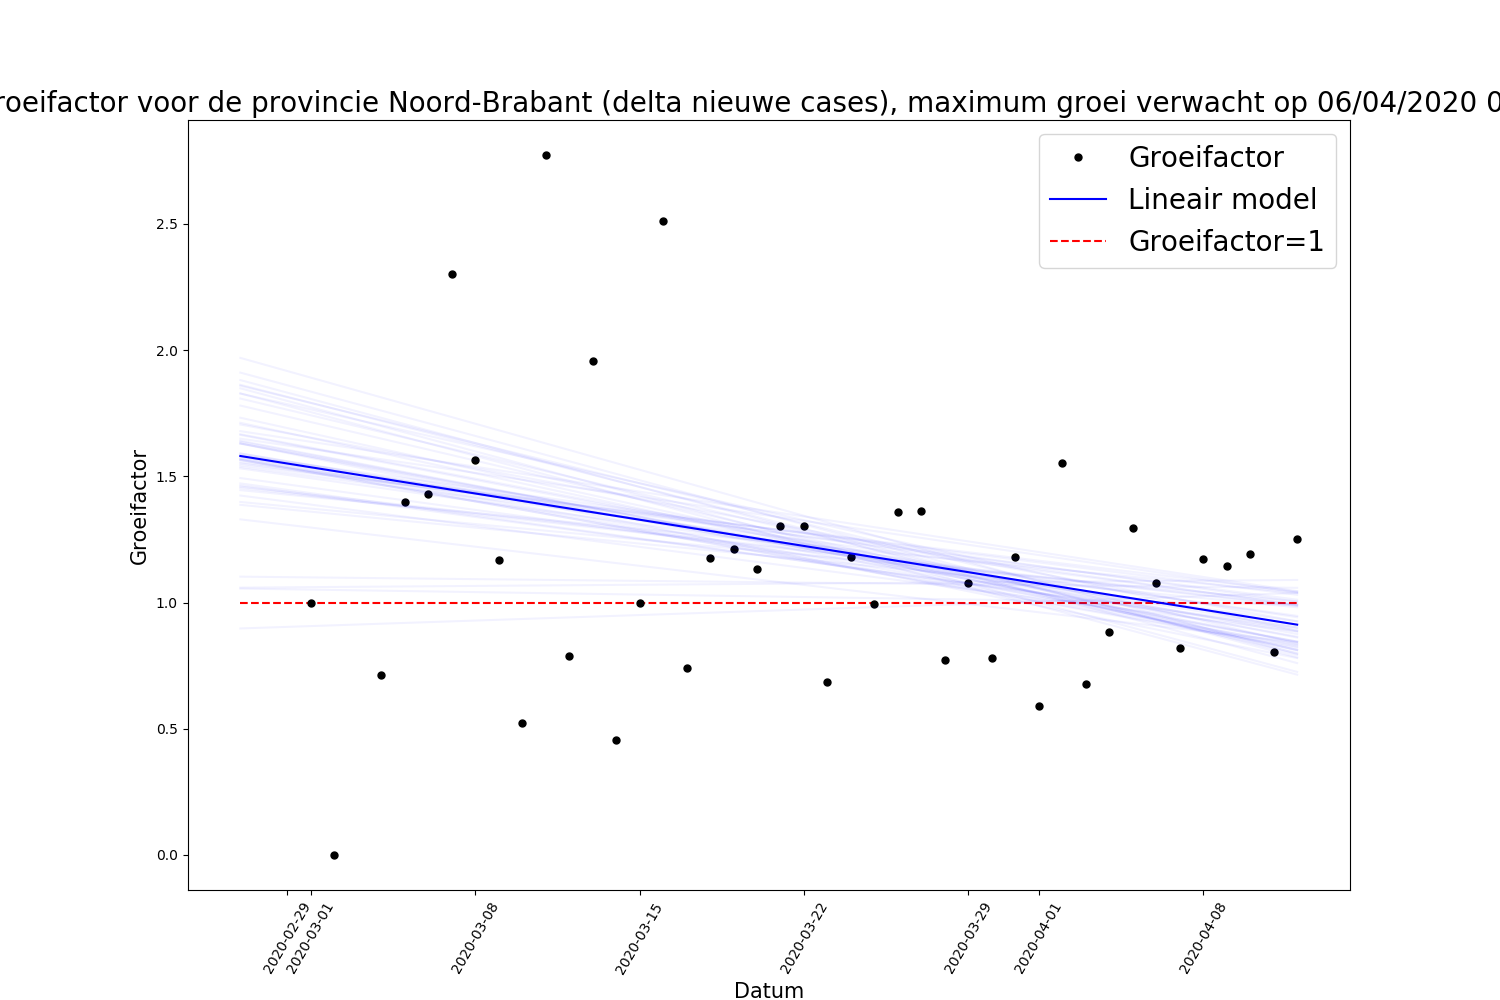 roeifactor voor de provincie Noord-Brabant (delta nieuwe cases), maximum groei verwacht op 06/04/2020 0
Groeifactor
Lineair model
Groeifactor=1
Groeifactor
2.5
2.0
1.5
1.0
0.5
0.0
2020-02-29
2020-03-01
2020-03-08
2020-03-15
2020-03-22
2020-03-29
2020-04-01
2020-04-08
Datum